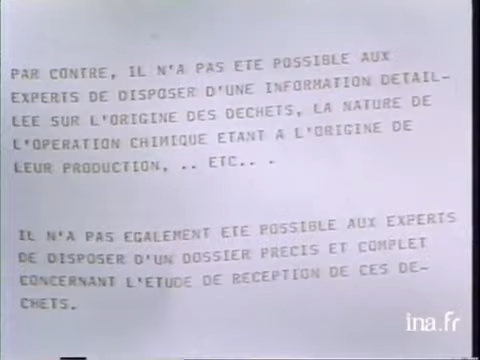 PAR CONTRE, IL N'A PAS ETE POSSIBLE AUX
EXPERTS DE DISPOSER D'UNE INFORMATION DETAIL-
LEE SUR L'ORIGINE DES DECHETS, LA NATURE DE
L'OPERATION CHIMIQUE ETANT A L'ORIGINE DE
LEUR PRODUCTION, .. ETC.. .
IL N'A PAS EGALEMENT ETE POSSIBLE AUX EXPERTS
DE DISPOSER D'UN DOSSIER PRECIS ET COMPLET
CONCERNANT L'ETUDE DE RECEPTION DE CES DE-
CHETS.
ina.fr